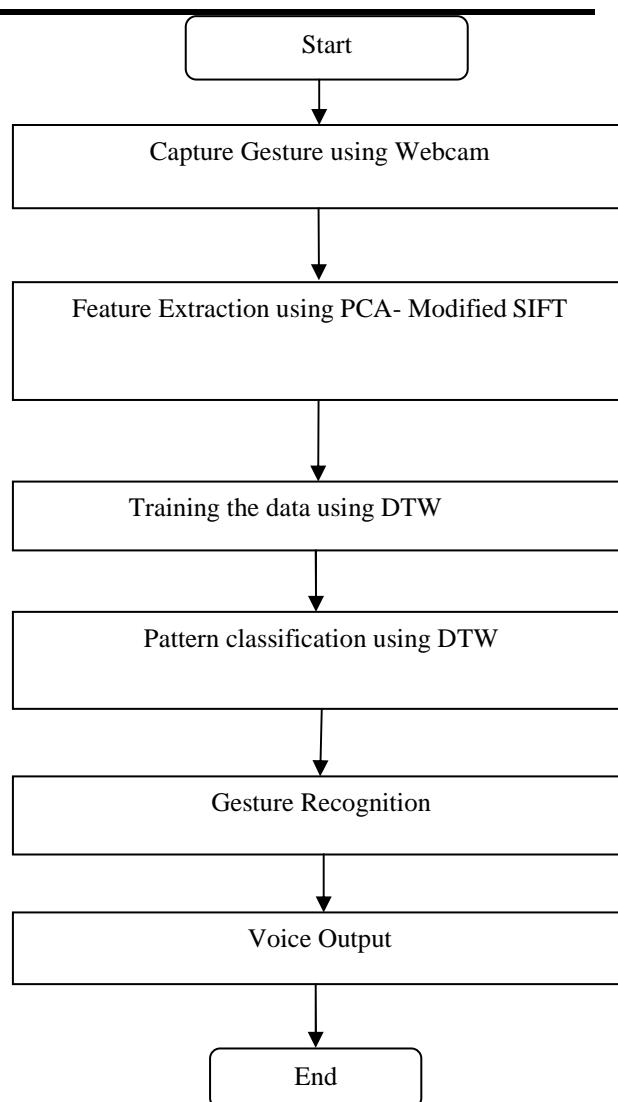 Start
Capture Gesture using Webcam
Feature Extraction using PCA- Modified SIFT
Training the data using DTW
Pattern classification using DTW
Gesture Recognition
Voice Output
End